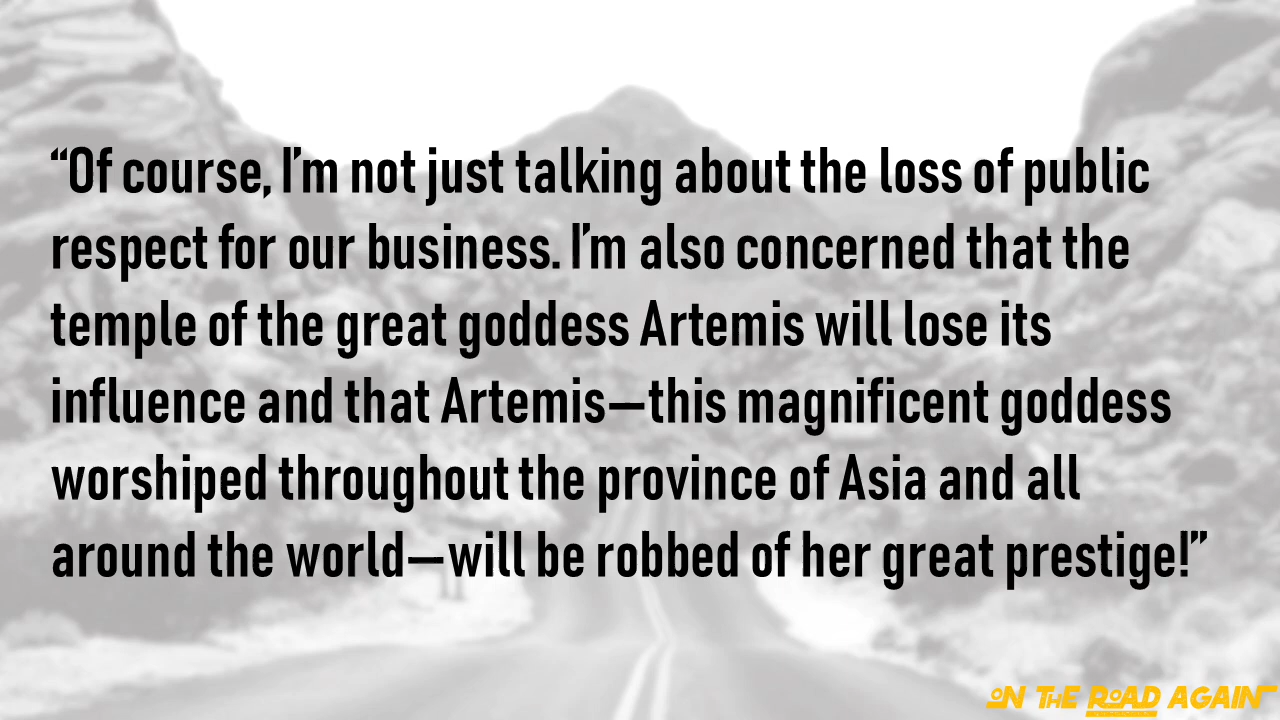 “Of course, I’m not just talking about the loss of public
respect for our business. I’m also concerned that the
temple of the great goddess Artemis will lose its
influence and that Artemis—this magnificent goddess
worshiped throughout the province of Asia and all
around the world—will be robbed of her great prestige!”
ON THE ROAD AGAIN